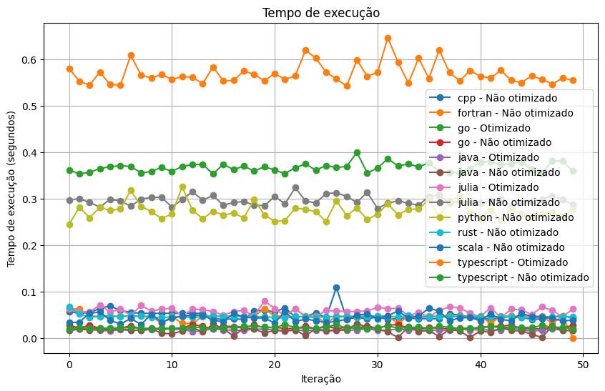 Tempo de execução
Tempo de execução (segundos)
0.6
0.5
0.4
0.3
0.2
0.1
0.0
cpp - Não otimizado
fortran - Não otimizado
go - Otimizado
go - Não otimizado
java - Otimizado
java - Não otimizado
julia - Otimizado
julia - Não otimizado
python - Não otimizado
rust - Não otimizado
scala - Não otimizado
typescript - Otimizado
typescript - Não otimizado
0 10 20 30 40 50
Iteração